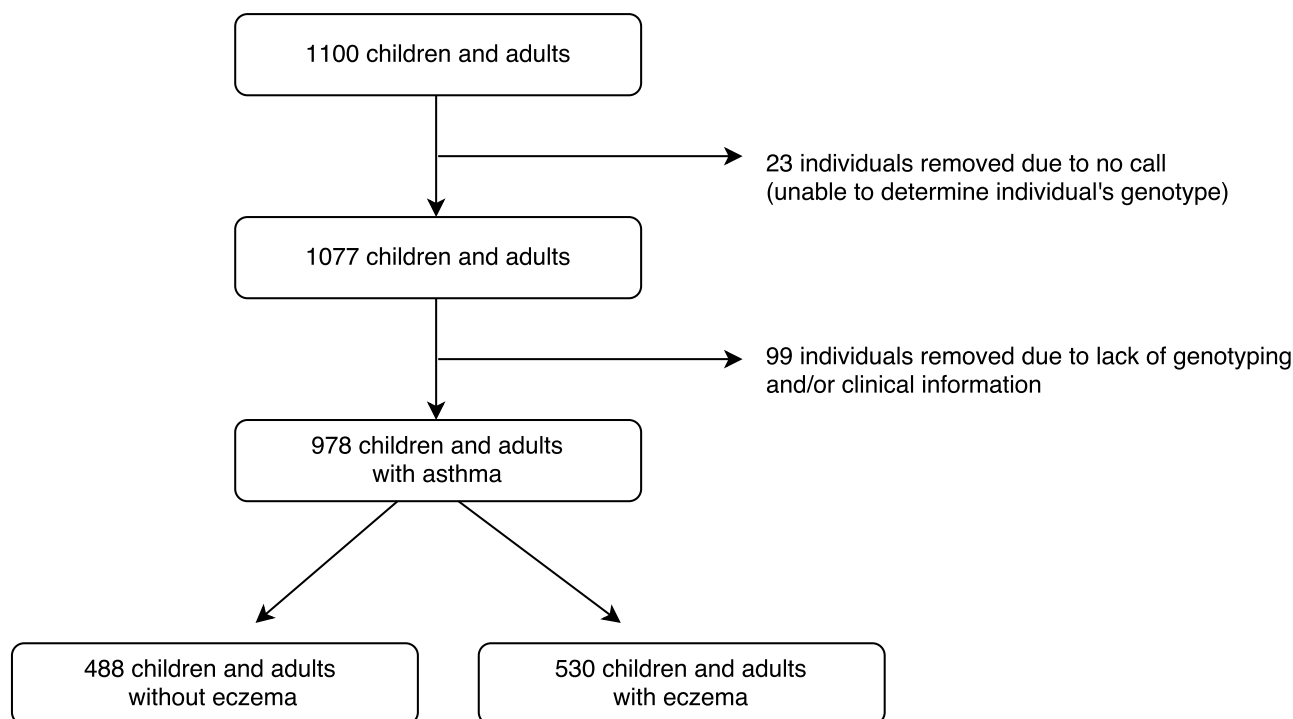 1100 children and adults
23 individuals removed due to no call
(unable to determine individual's genotype)
1077 children and adults
99 individuals removed due to lack of genotyping
and/or clinical information
978 children and adults
with asthma
488 children and adults
without eczema
530 children and adults
with eczema